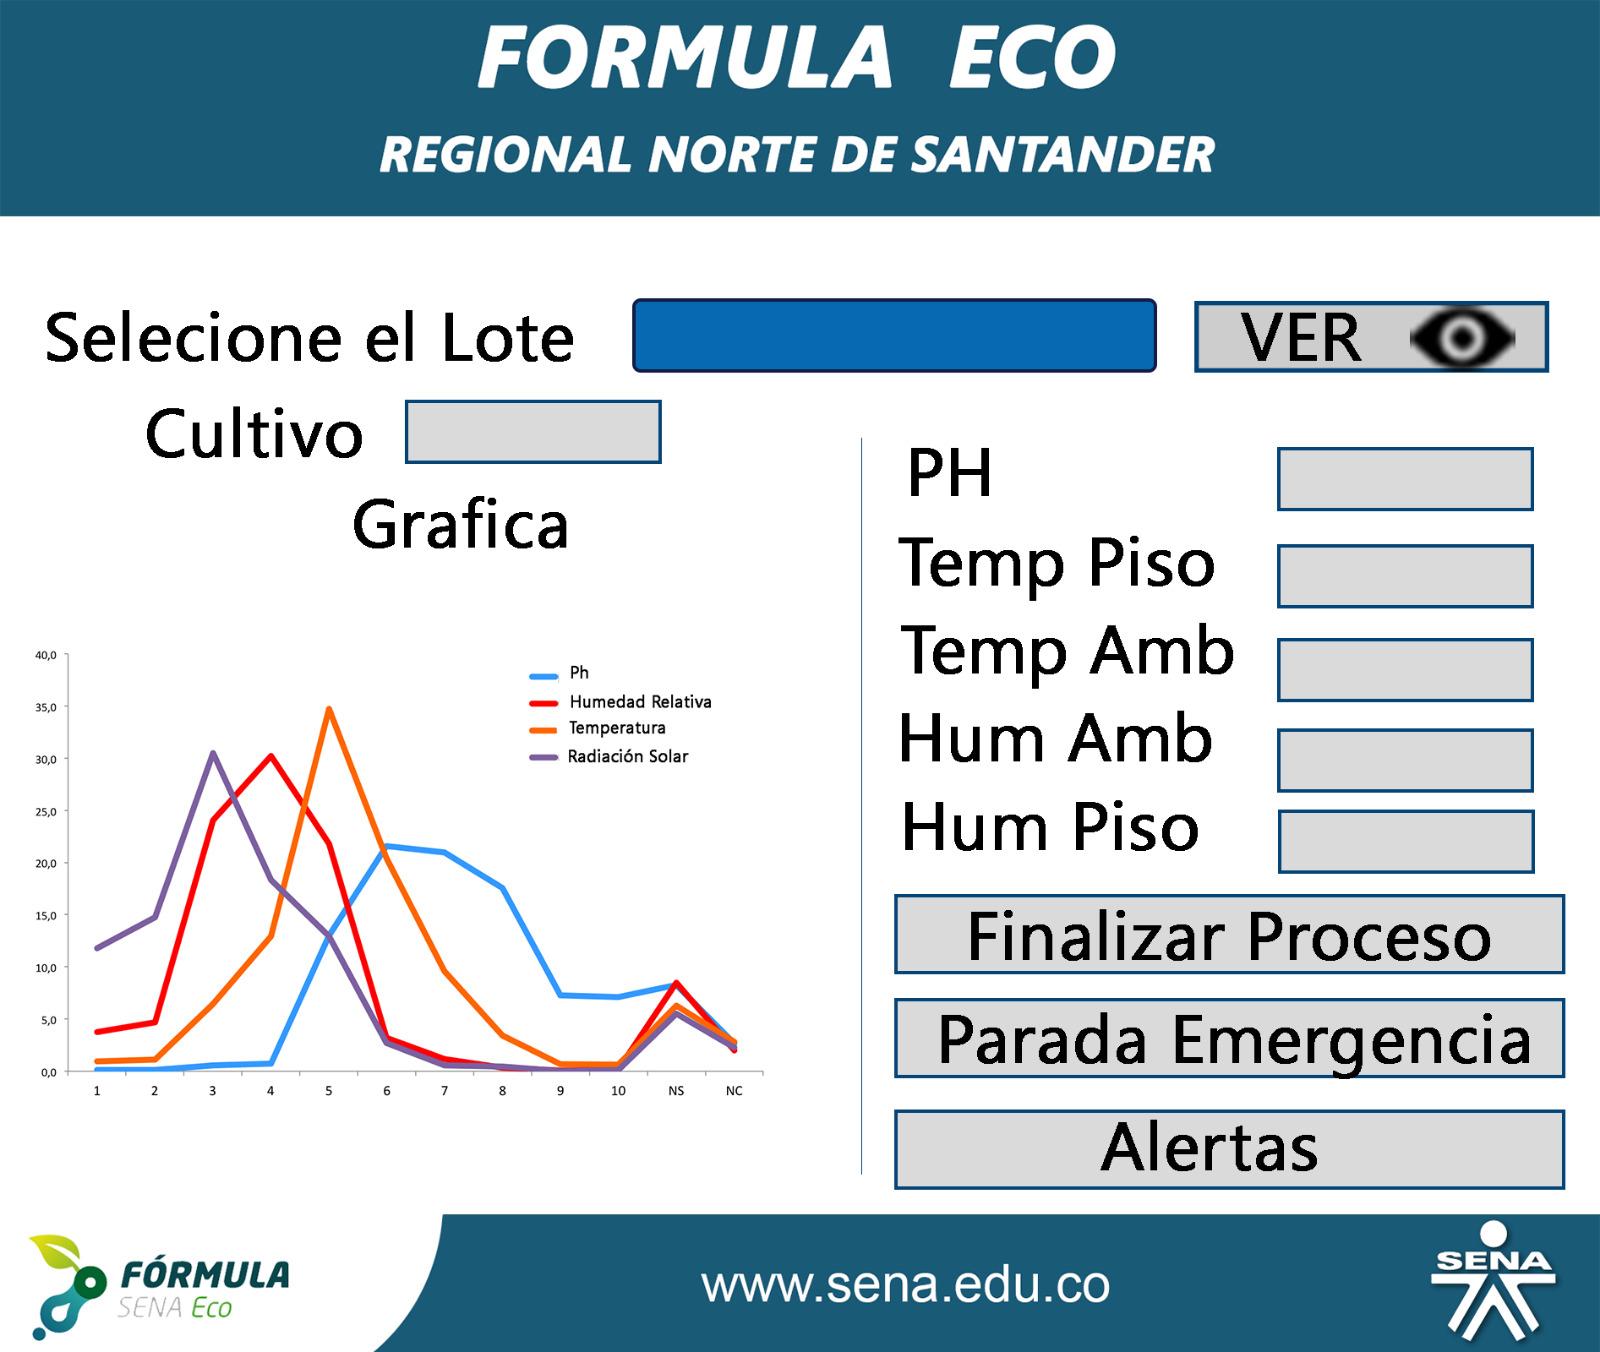 FORMULA ECO
REGIONAL NORTE DE SANTANDER
Selecione el Lote
VER
Cultivo
Grafica
40,0
35,0
30,0
25,0
20,0
15,0
10,0
5,0
0,0
1 2 3 4 5 6 7 8 9 10 NS NC
Ph
Humedad Relativa
Temperatura
Radiación Solar
PH
Temp Piso
Temp Amb
Hum Amb
Hum Piso
Finalizar Proceso
Parada Emergencia
Alertas
FÓRMULA
SENA Eco
www.sena.edu.co
SENA